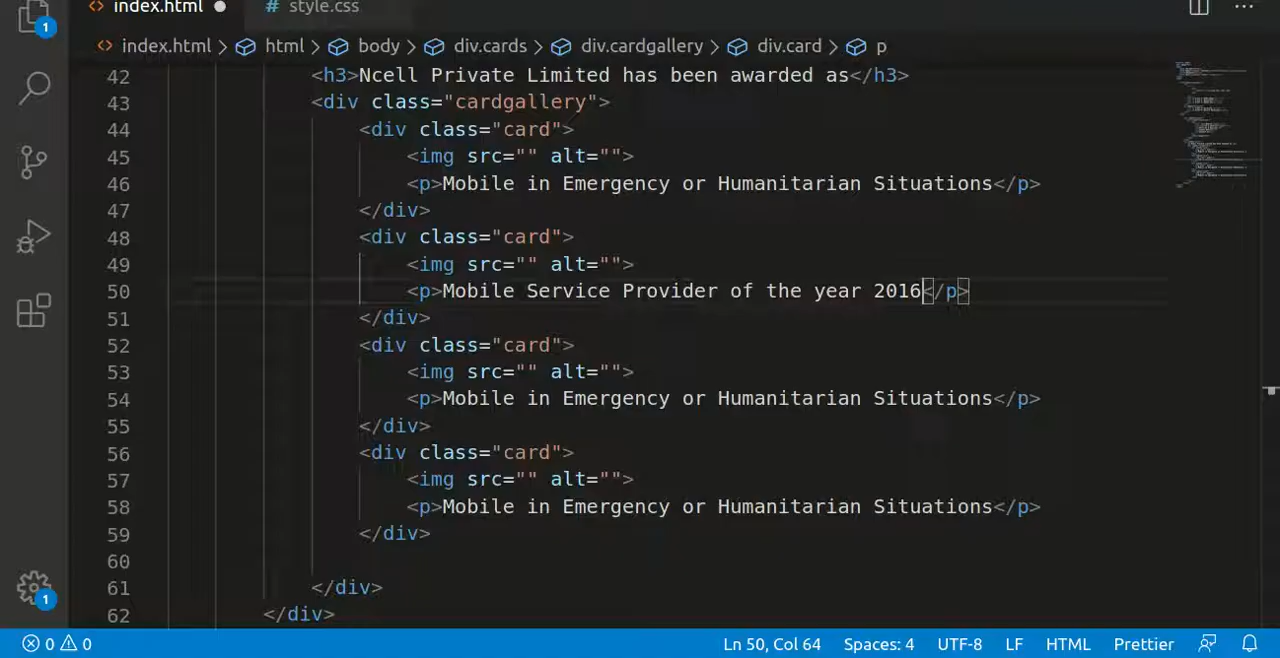 index.html style.css
index.html > html > body > div.cards > div.cardgallery > div.card > p
42 <h3>Ncell Private Limited has been awarded as</h3>
43 <div class="cardgallery">
44 <div class="card">
45 <img src="" alt="">
46 <p>Mobile in Emergency or Humanitarian Situations</p>
47 </div>
48 <div class="card">
49 <img src="" alt="">
50 <p>Mobile Service Provider of the year 2016</p>
51 </div>
52 <div class="card">
53 <img src="" alt="">
54 <p>Mobile in Emergency or Humanitarian Situations</p>
55 </div>
56 <div class="card">
57 <img src="" alt="">
58 <p>Mobile in Emergency or Humanitarian Situations</p>
59 </div>
60
61 </div>
62 </div>
1
1
0 0 Ln 50, Col 64 Spaces: 4 UTF-8 LF HTML Prettier